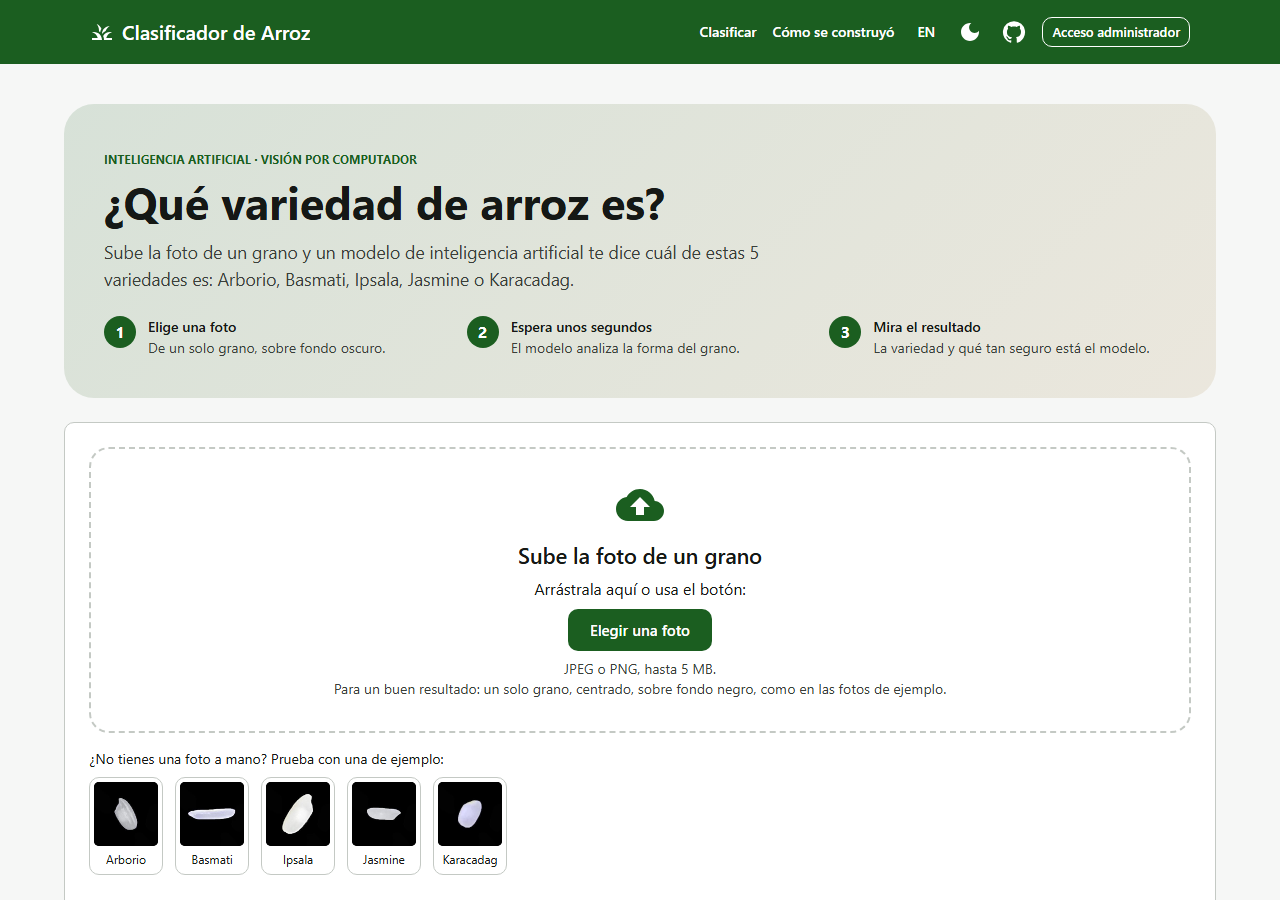 Clasificador de Arroz
Clasificar
Cómo se construyó
EN
Acceso administrador
INTELIGENCIA ARTIFICIAL · VISIÓN POR COMPUTADOR
¿Qué variedad de arroz es?
Sube la foto de un grano y un modelo de inteligencia artificial te dice cuál de estas 5
variedades es: Arborio, Basmati, Ipsala, Jasmine o Karacadag.
1
Elige una foto
De un solo grano, sobre fondo oscuro.
2
Espera unos segundos
El modelo analiza la forma del grano.
3
Mira el resultado
La variedad y qué tan seguro está el modelo.
Sube la foto de un grano
Arrástrala aquí o usa el botón:
Elegir una foto
JPEG o PNG, hasta 5 MB.
Para un buen resultado: un solo grano, centrado, sobre fondo negro, como en las fotos de ejemplo.
¿No tienes una foto a mano? Prueba con una de ejemplo:
Arborio
Basmati
Ipsala
Jasmine
Karacadag